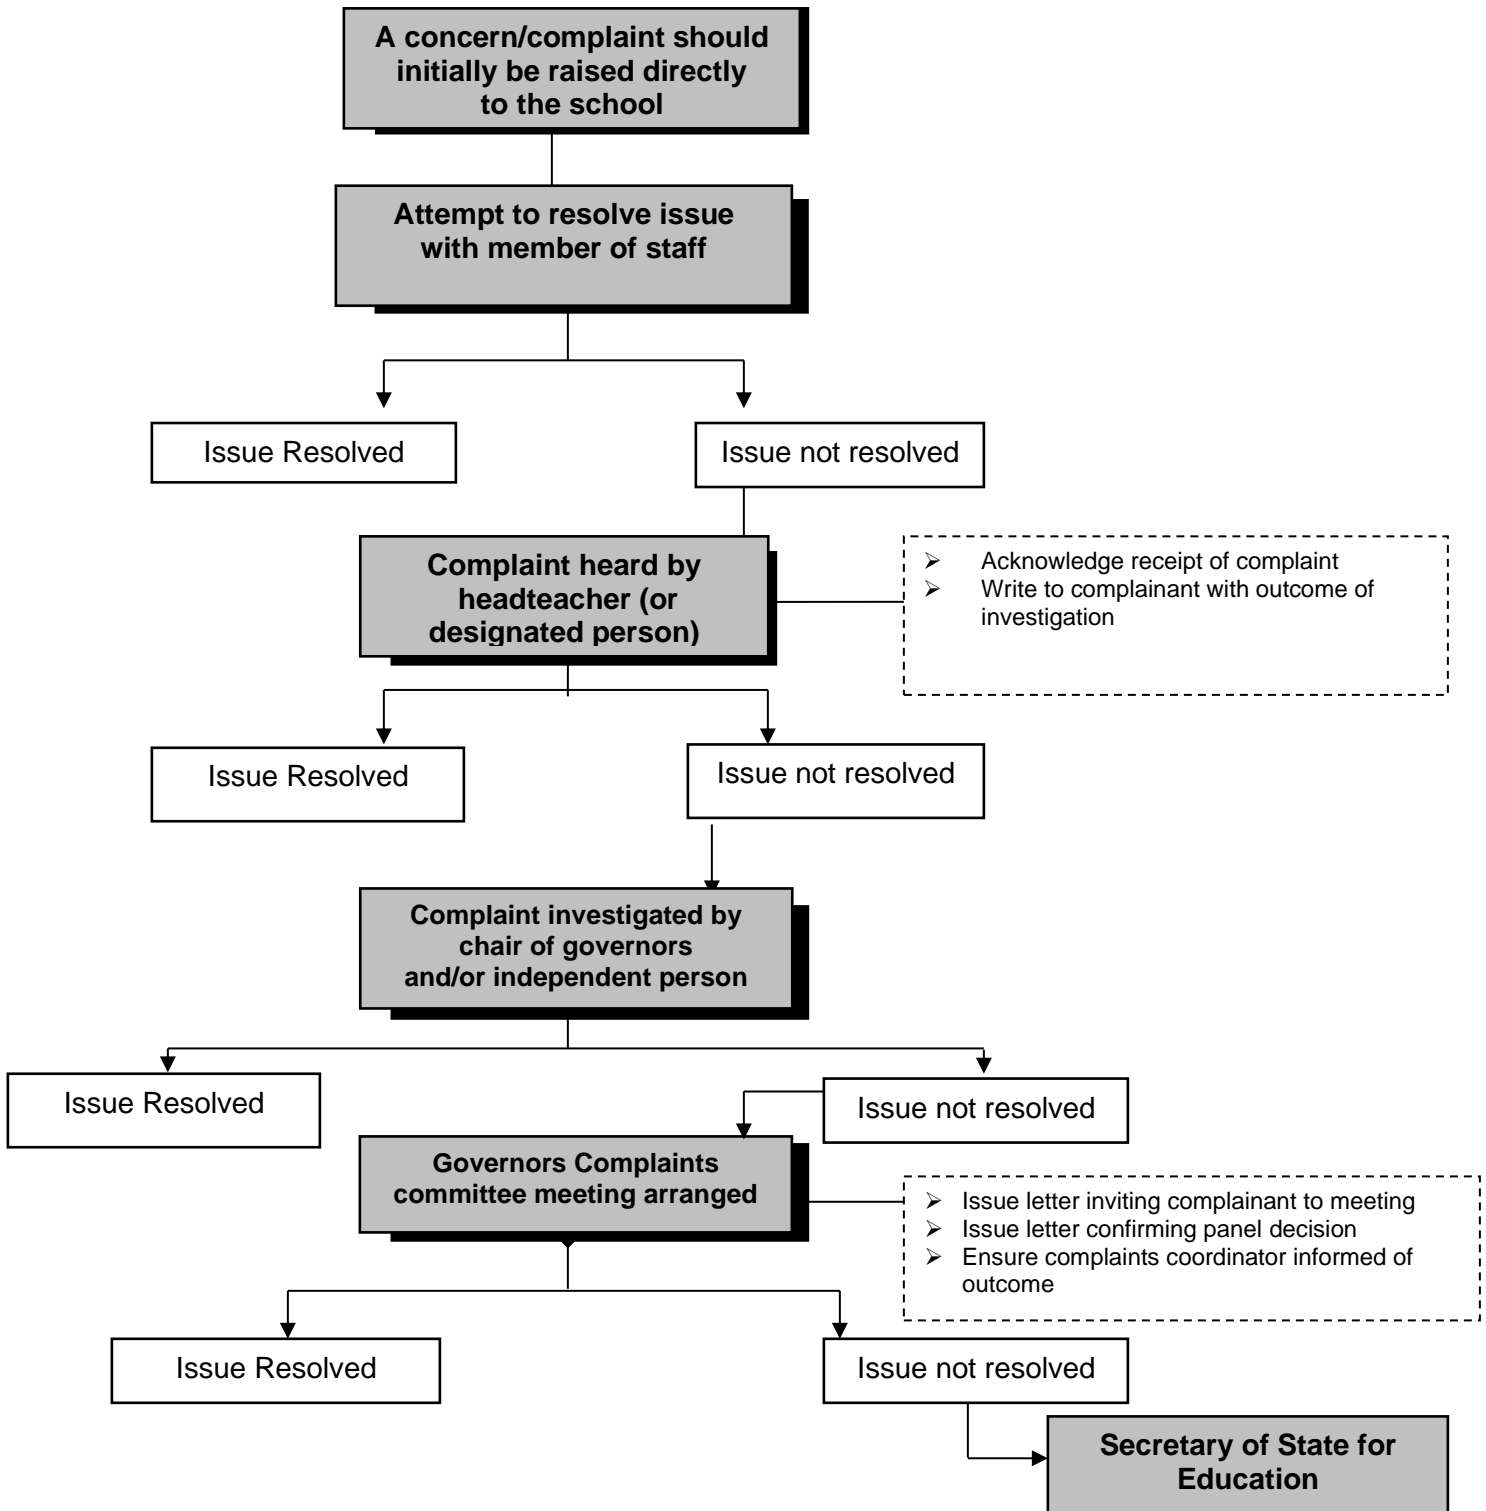 A concern/complaint should
initially be raised directly
to the school
Attempt to resolve issue
with member of staff
Issue Resolved
Issue not resolved
Complaint heard by
headteacher (or
designated person)
➢ Acknowledge receipt of complaint
➢ Write to complainant with outcome of
investigation
Issue Resolved
Issue not resolved
Complaint investigated by
chair of governors
and/or independent person
Issue Resolved
Issue not resolved
Governors Complaints
committee meeting arranged
➢ Issue letter inviting complainant to meeting
➢ Issue letter confirming panel decision
➢ Ensure complaints coordinator informed of
outcome
Issue Resolved
Issue not resolved
Secretary of State for
Education